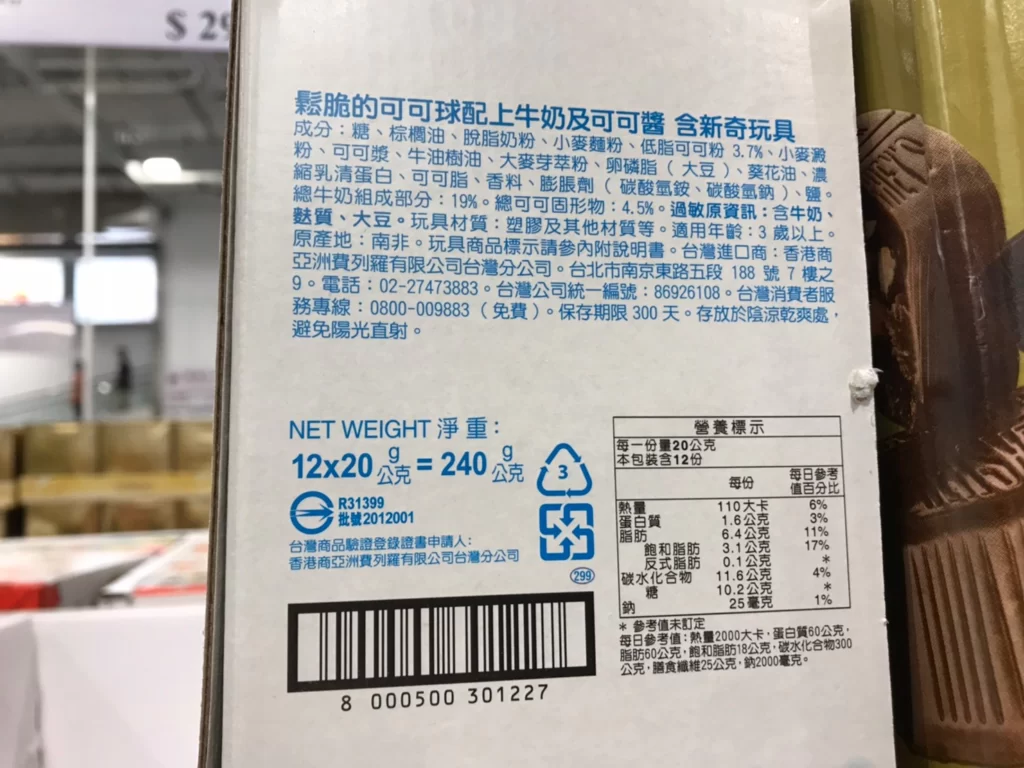 $ 29
鬆脆的可可球配上牛奶及可可醬 含新奇玩具
成分：糖、棕櫚油、脫脂奶粉、小麥麵粉、低脂可可粉 3.7%、小麥澱
粉、可可漿、牛油樹油、大麥芽萃粉、卵磷脂（大豆）、葵花油、濃
縮乳清蛋白、可可脂、香料、膨脹劑（碳酸氫銨、碳酸氫鈉）、鹽。
總牛奶組成部分：19%。總可可固形物：4.5%。過敏原資訊：含牛奶、
麩質、大豆。玩具材質：塑膠及其他材質等。適用年齡：3 歲以上。
原產地：南非。玩具商品標示請參內附說明書。台灣進口商：香港商
亞洲費列羅有限公司台灣分公司。台北市南京東路五段 188 號 7 樓之
9。電話：02-27473883。台灣公司統一編號：86926108。台灣消費者服
務專線：0800-009883（免費）。保存期限 300 天。存放於陰涼乾爽處，
避免陽光直射。
NET WEIGHT 淨重：
12x20 g公克 = 240 g公克
3
R31399
批號2012001
台灣商品驗證登錄證書申請人：
香港商亞洲費列羅有限公司台灣分公司
299
8 000500 301227
營養標示
每一份量20公克
本包裝含12份
每份 每日參考值百分比
熱量 110大卡 6%
蛋白質 1.6公克 3%
脂肪 6.4公克 11%
飽和脂肪 3.1公克 17%
反式脂肪 0.1公克 *
碳水化合物 11.6公克 4%
糖 10.2公克 *
鈉 25毫克 1%
* 參考值未訂定
每日參考值：熱量2000大卡，蛋白質60公克，
脂肪60公克，飽和脂肪18公克，碳水化合物300
公克，膳食纖維25公克，鈉2000毫克。